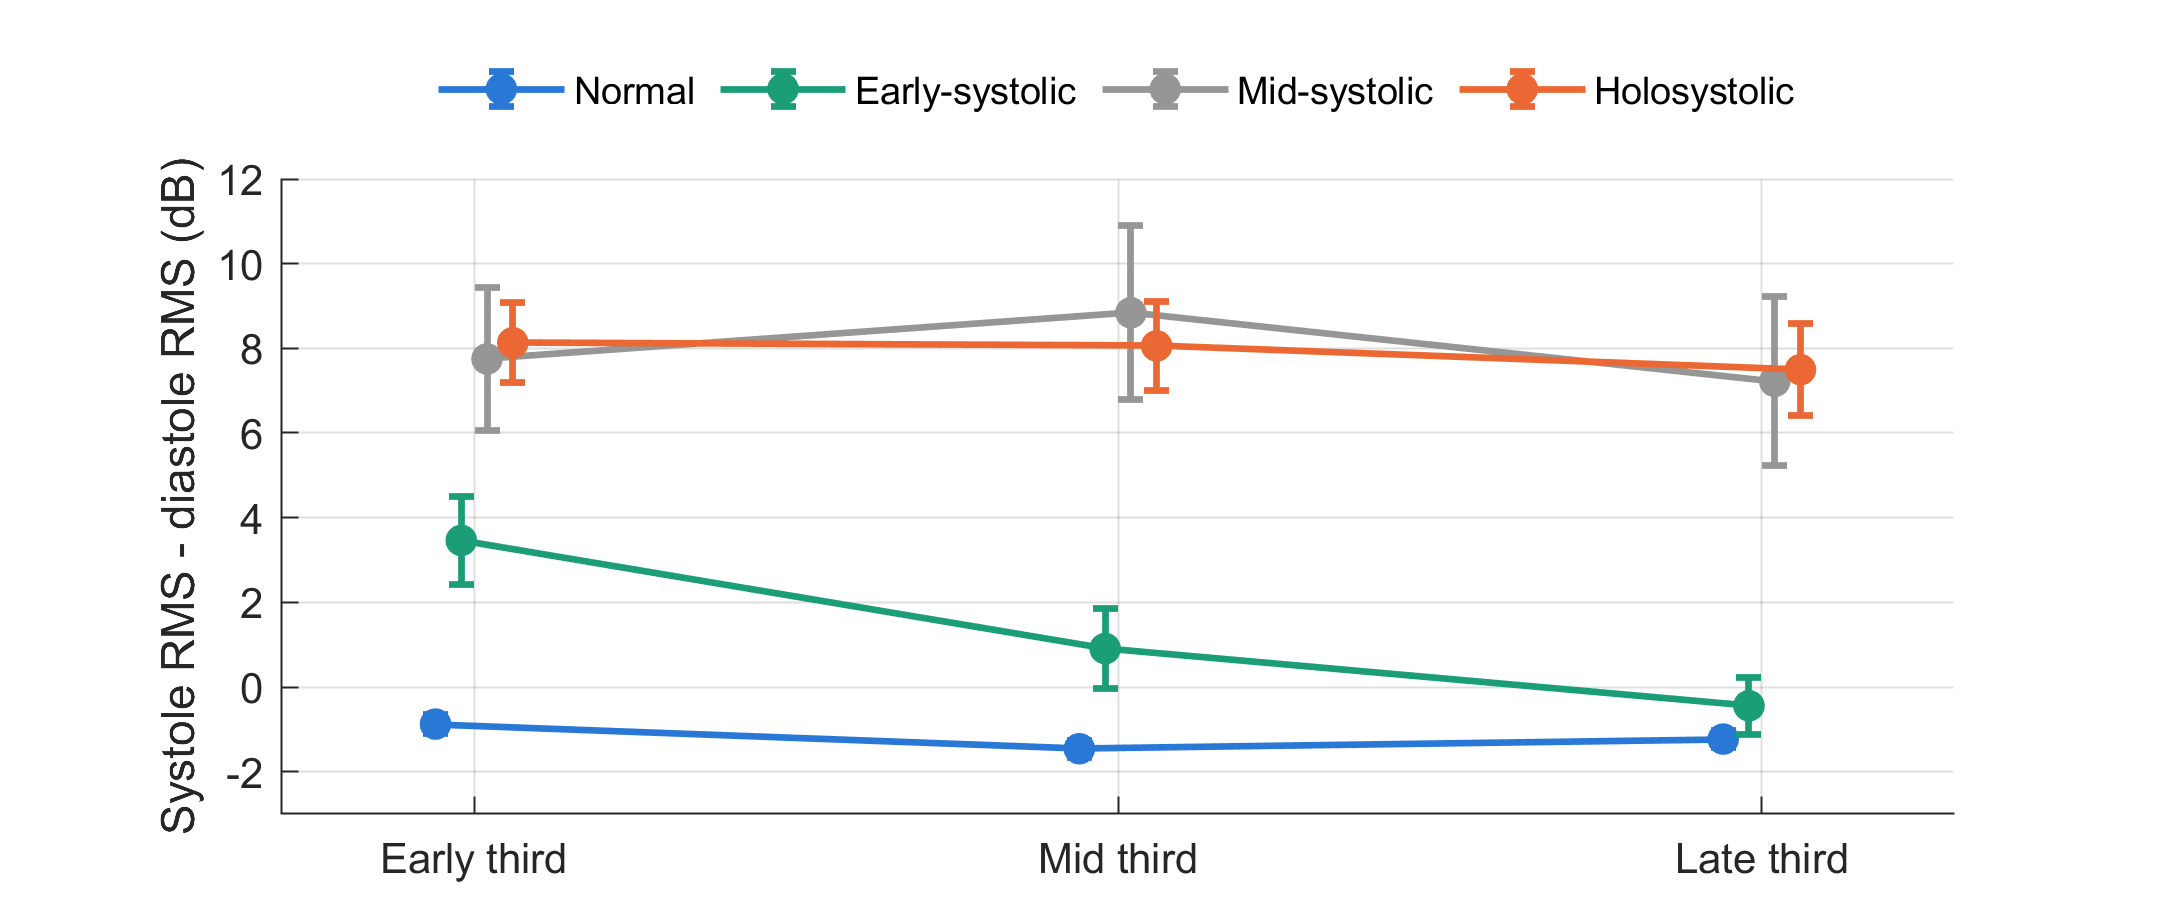 Normal Early-systolic Mid-systolic Holosystolic
Systole RMS - diastole RMS (dB)
12
10
8
6
4
2
0
-2
Early third Mid third Late third